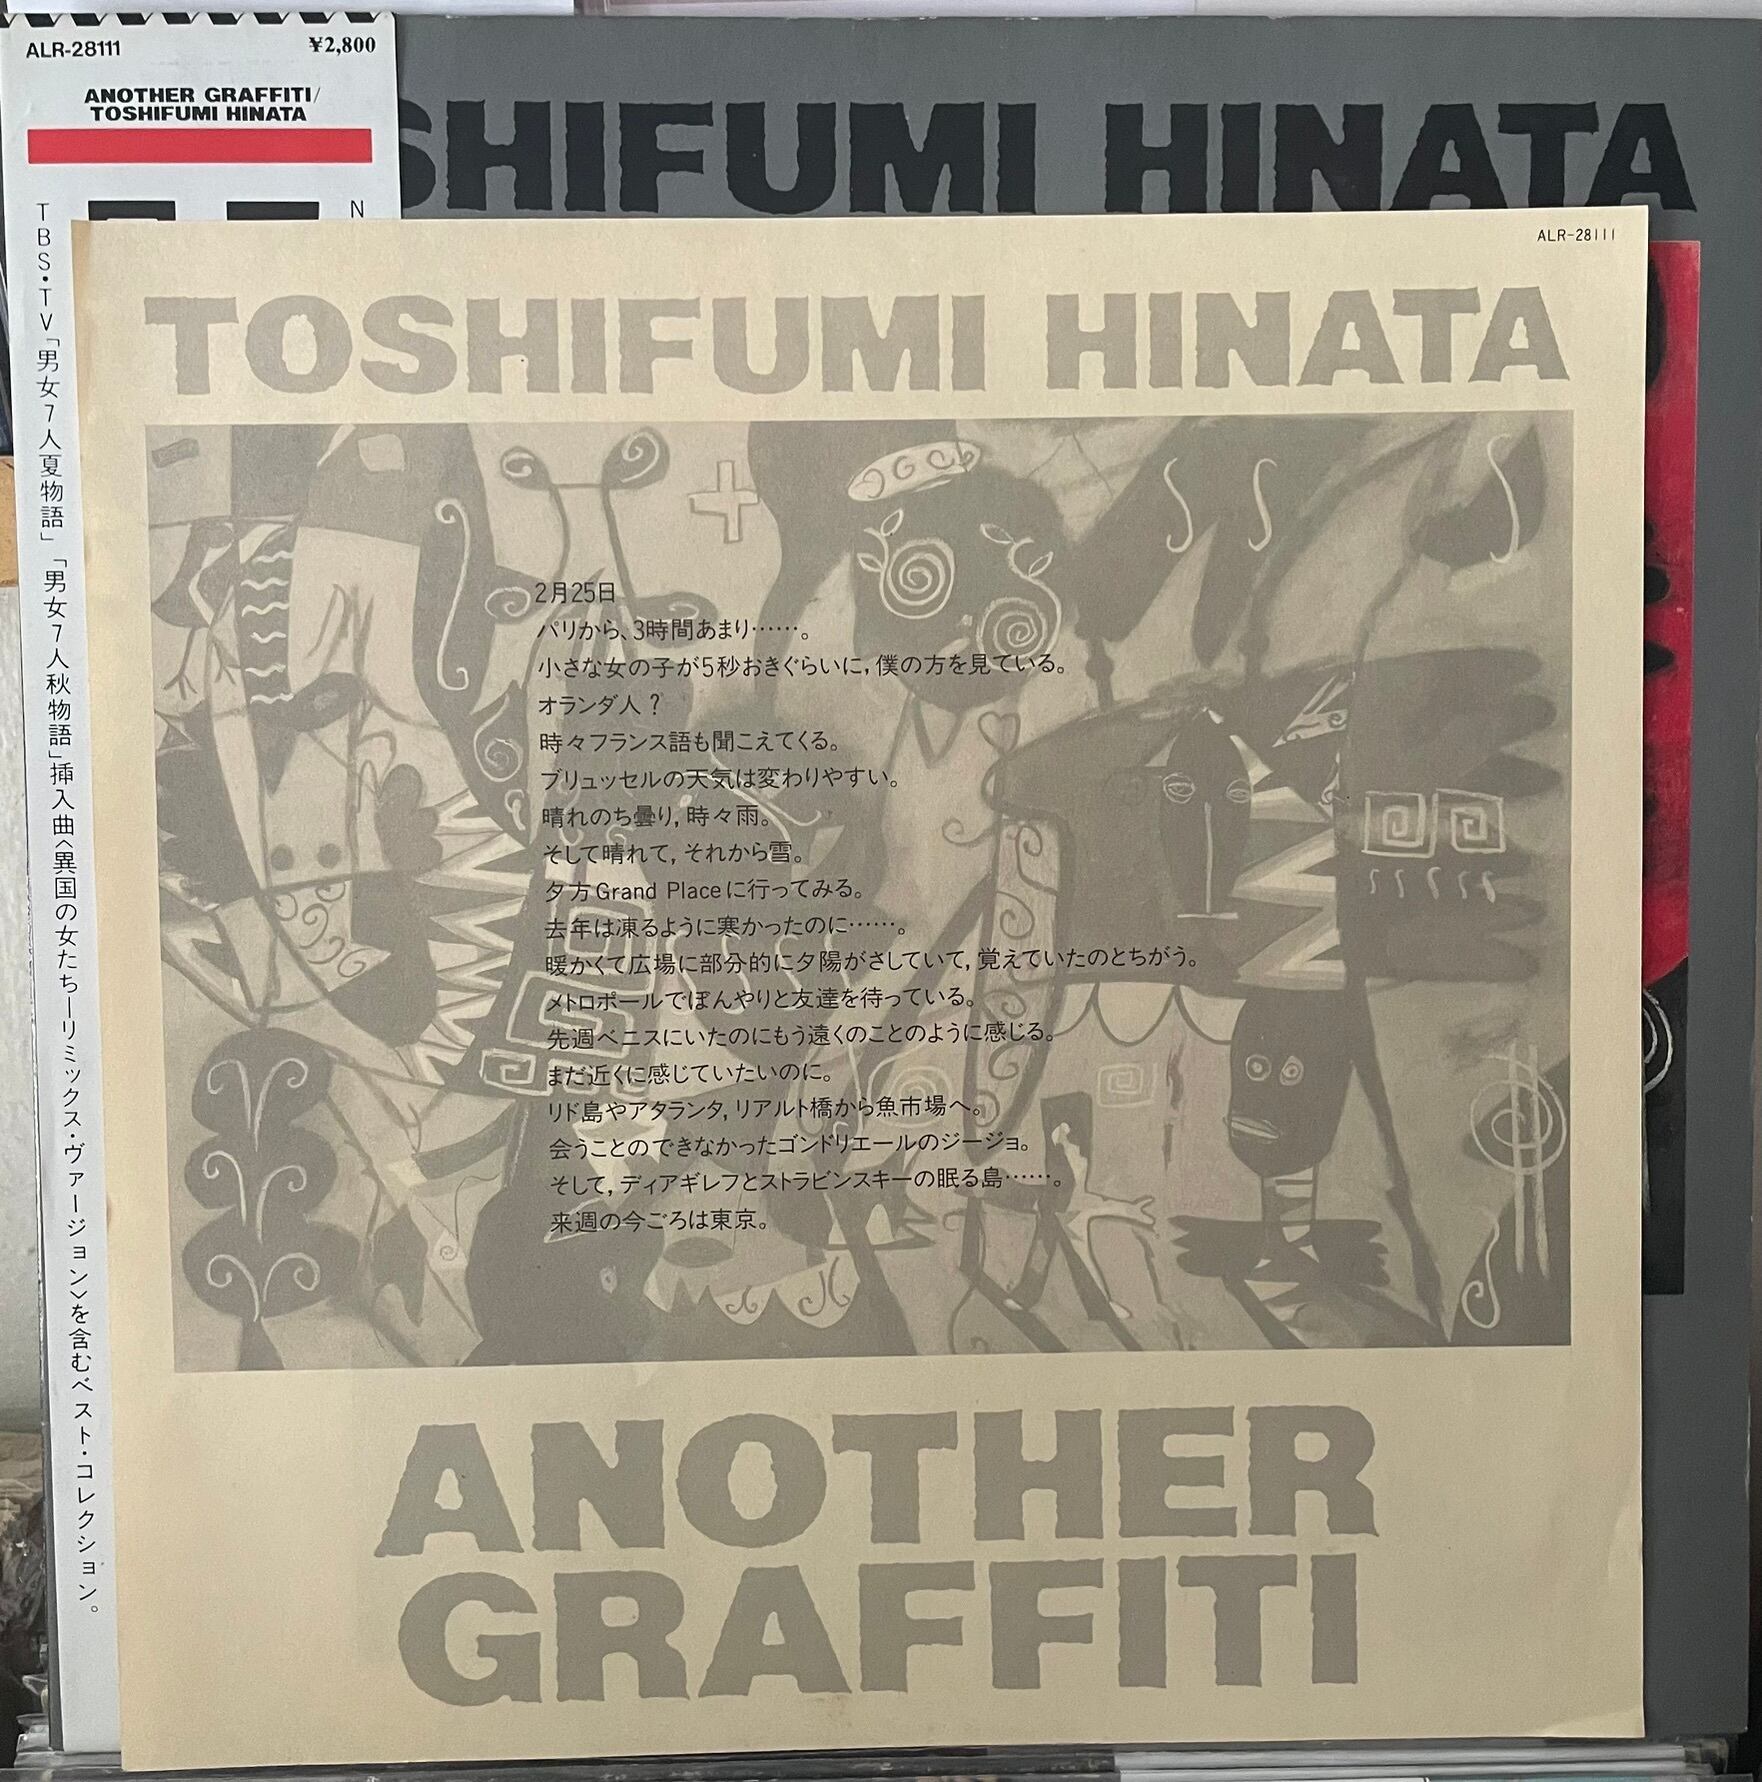 ALR-28111
¥2,800
ANOTHER GRAFFITI/
TOSHIFUMI HINATA
TBS・TV「男女7人夏物語」「男女7人秋物語」挿入曲<異国の女たち―リミックス・ヴァージョン>を含むベスト・コレクション。
N
SHIFUMI HINATA
ALR-28111
TOSHIFUMI HINATA
2月25日
パリから、3時間あまり……。
小さな女の子が5秒おきぐらいに,僕の方を見ている。
オランダ人?
時々フランス語も聞こえてくる。
ブリュッセルの天気は変わりやすい。
晴れのち曇り,時々雨。
そして晴れて,それから雪。
夕方Grand Placeに行ってみる。
去年は凍るように寒かったのに……。
暖かくて広場に部分的に夕陽がさしていて,覚えていたのとちがう。
メトロポールでぼんやりと友達を待っている。
先週ベニスにいたのにもう遠くのことのように感じる。
まだ近くに感じていたいのに。
リド島やアタランタ,リアルト橋から魚市場へ。
会うことのできなかったゴンドリエールのジージョ。
そして,ディアギレフとストラビンスキーの眠る島……。
来週の今ごろは東京。
ANOTHER
GRAFFITI